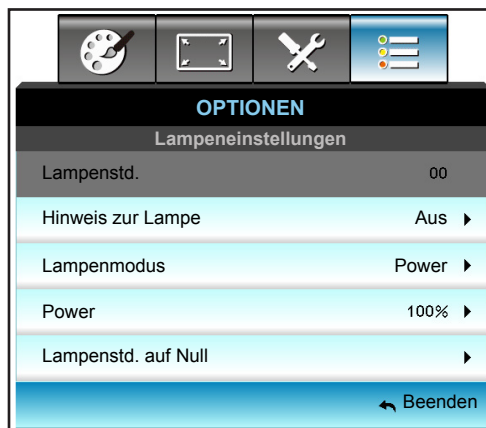 OPTIONEN
Lampeneinstellungen
Lampenstd. 00
Hinweis zur Lampe Aus
Lampenmodus Power
Power 100%
Lampenstd. auf Null
Beenden